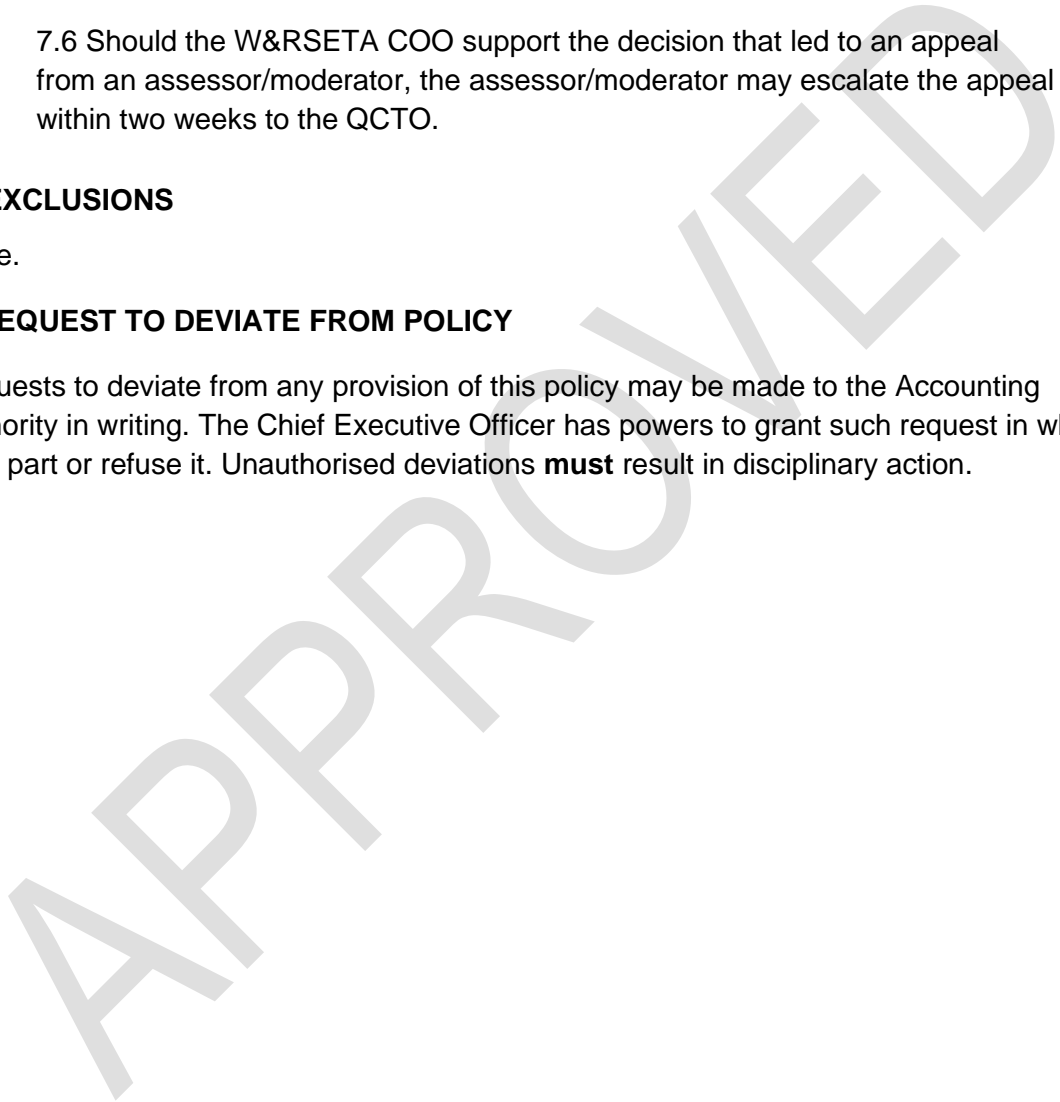 7.6 Should the W&RSETA COO support the decision that led to an appeal
from an assessor/moderator, the assessor/moderator may escalate the appeal
within two weeks to the QCTO.
EXCLUSIONS
e.
EQUEST TO DEVIATE FROM POLICY
uests to deviate from any provision of this policy may be made to the Accounting
ority in writing. The Chief Executive Officer has powers to grant such request in w
part or refuse it. Unauthorised deviations must result in disciplinary action.
APPROVED